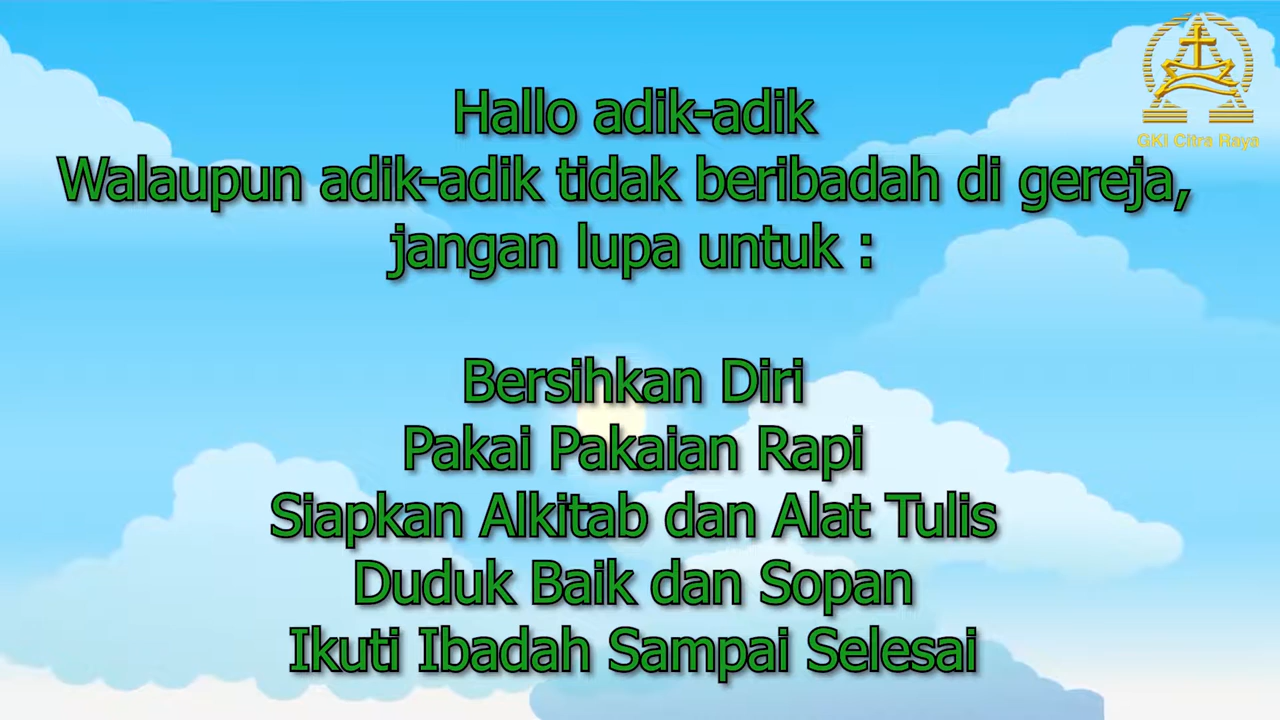 GKI Citra Raya
Hallo adik-adik
Walaupun adik-adik tidak beribadah di gereja,
jangan lupa untuk :
Bersihkan Diri
Pakai Pakaian Rapi
Siapkan Alkitab dan Alat Tulis
Duduk Baik dan Sopan
Ikuti Ibadah Sampai Selesai